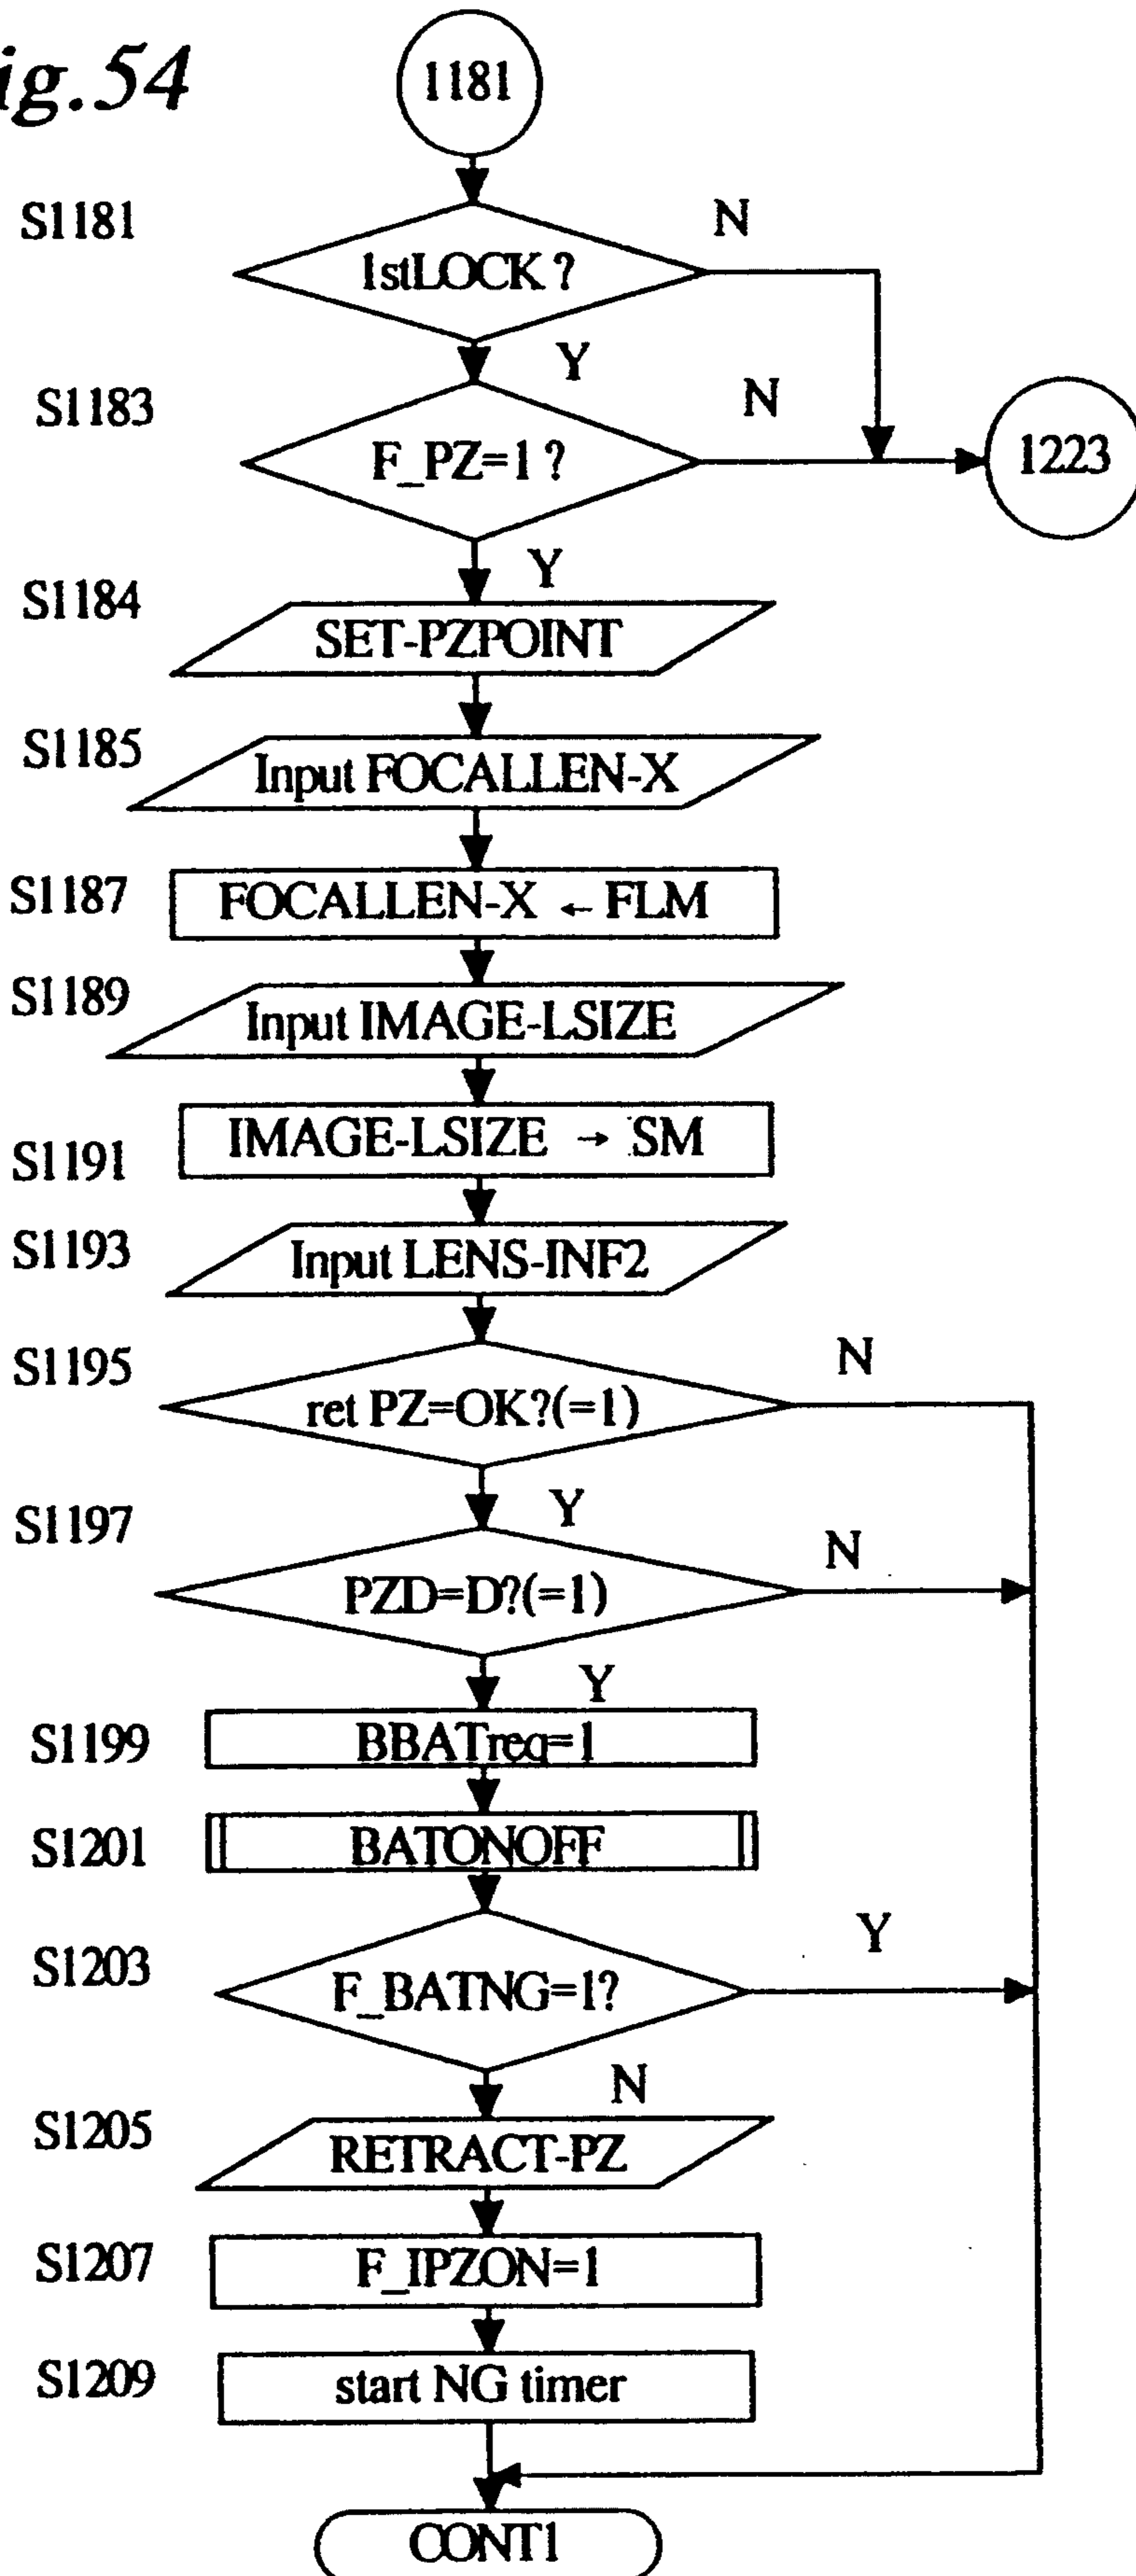 ig.54
1181
S1181
1stLOCK ?
N
Y
S1183
F_PZ=1 ?
N
1223
Y
S1184
SET-PZPOINT
S1185
Input FOCALLEN-X
S1187
FOCALLEN-X ← FLM
S1189
Input IMAGE-LSIZE
S1191
IMAGE-LSIZE → SM
S1193
Input LENS-INF2
S1195
ret PZ=OK?(=1)
N
Y
S1197
PZD=D?(=1)
N
Y
S1199
BBATreq=1
S1201
BATONOFF
S1203
F_BATNG=1?
Y
N
S1205
RETRACT-PZ
S1207
F_IPZON=1
S1209
start NG timer
CONT1